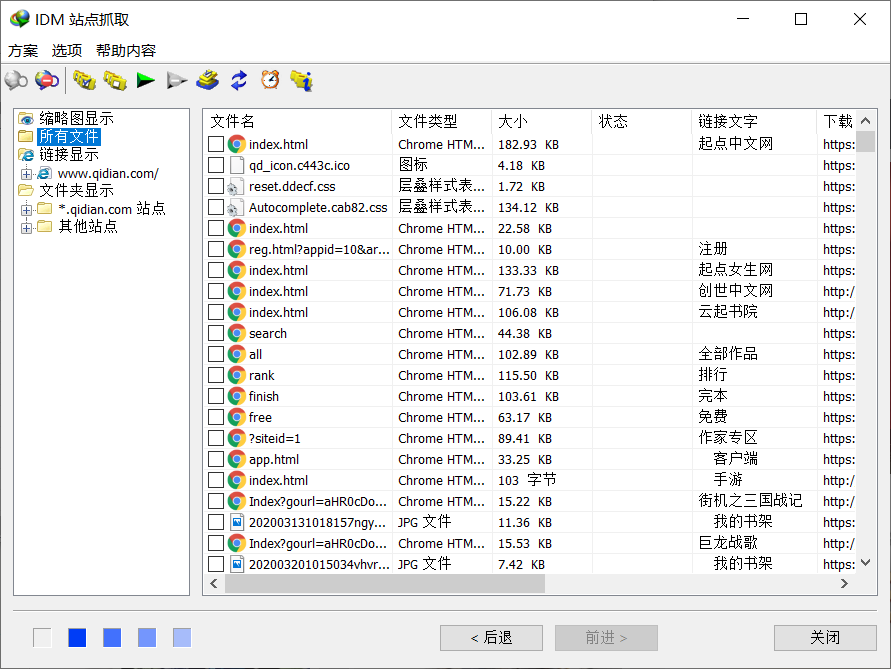 IDM 站点抓取
方案 选项 帮助内容
缩略图显示
所有文件
链接显示
www.qidian.com/
文件夹显示
*.qidian.com 站点
其他站点
文件名 文件类型 大小 状态 链接文字 下载
index.html Chrome HTM... 182.93 KB 起点中文网 https:
qd_icon.c443c.ico 图标 4.18 KB https:
reset.ddecf.css 层叠样式表... 1.72 KB https:
Autocomplete.cab82.css 层叠样式表... 134.12 KB https:
index.html Chrome HTM... 22.58 KB https:
reg.html?appid=10&ar... Chrome HTM... 10.00 KB 注册 https:
index.html Chrome HTM... 133.33 KB 起点女生网 https:
index.html Chrome HTM... 71.73 KB 创世中文网 http:/
index.html Chrome HTM... 106.08 KB 云起书院 http:/
search Chrome HTM... 44.38 KB https:
all Chrome HTM... 102.89 KB 全部作品 https:
rank Chrome HTM... 115.50 KB 排行 https:
finish Chrome HTM... 103.61 KB 完本 https:
free Chrome HTM... 63.17 KB 免费 https:
?siteid=1 Chrome HTM... 89.41 KB 作家专区 https:
app.html Chrome HTM... 33.25 KB 客户端 https:
index.html Chrome HTM... 103 字节 手游 http:/
Index?gourl=aHR0cDo... Chrome HTM... 15.22 KB 街机之三国战记 http:/
202003131018157ngy... JPG 文件 11.36 KB 我的书架 https:
Index?gourl=aHR0cDo... Chrome HTM... 15.53 KB 巨龙战歌 http:/
202003201015034vhvr... JPG 文件 7.42 KB 我的书架 https:
< 后退 前进 > 关闭